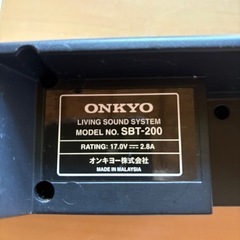 ONKYO
LIVING SOUND SYSTEM
MODEL NO. SBT-200
RATING: 17.0V ⎓ 2.8A
オンキヨー株式会社
MADE IN MALAYSIA